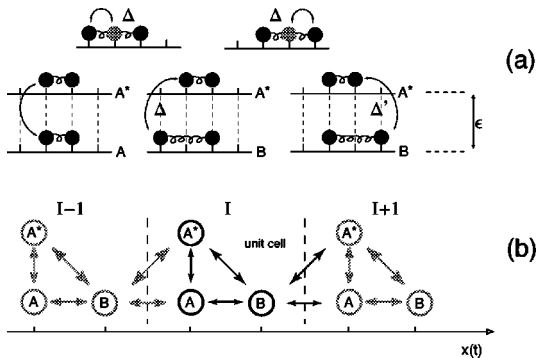 Δ Δ
(a)
A* A* A*
Δ Δ' ϵ
A B B
I−1 I I+1
A* A* A*
unit cell
(b)
A B A B A B
x(t)